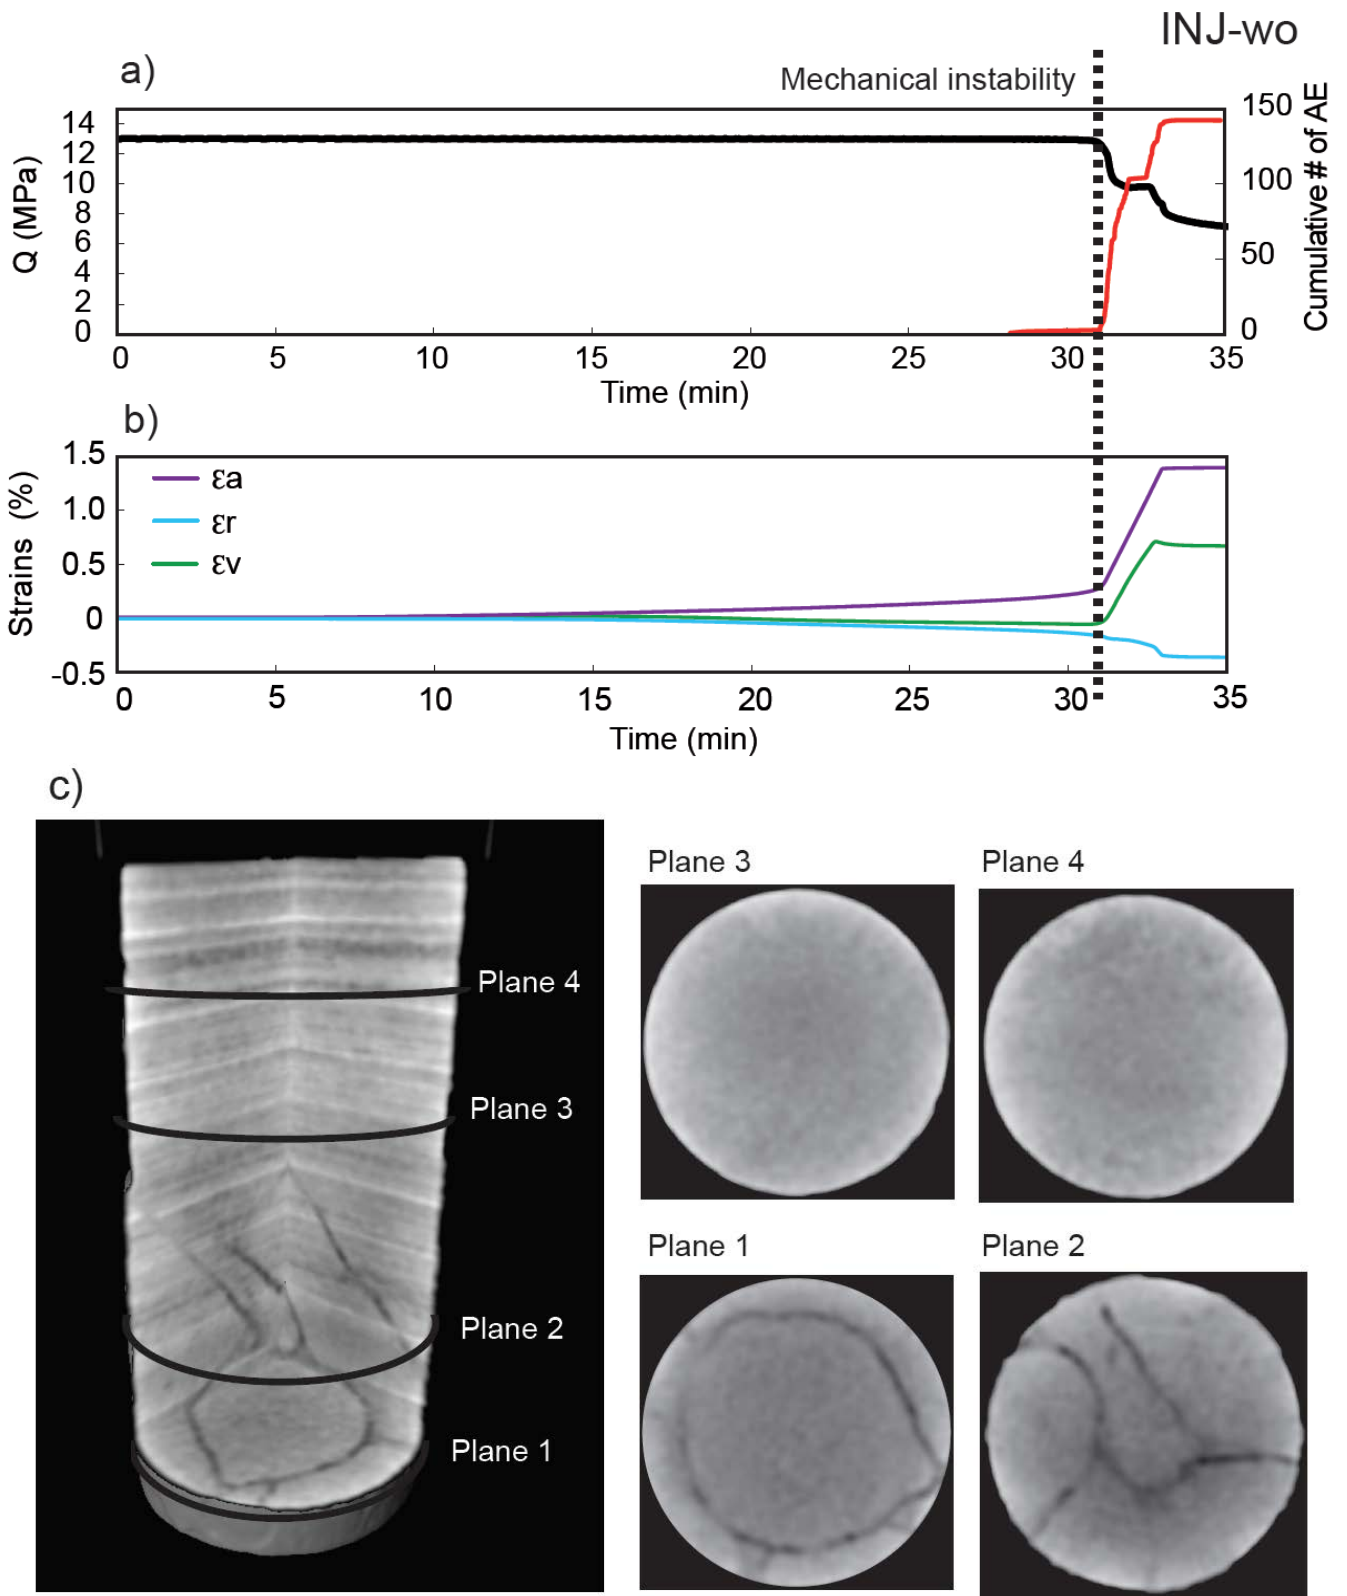 INJ-wo
a)
Mechanical instability
Q (MPa)
14
12
10
8
6
4
2
0
150
100
50
0
Cumulative # of AE
0 5 10 15 20 25 30 35
Time (min)
b)
Strains (%)
1.5
1.0
0.5
0
-0.5
εa
εr
εv
0 5 10 15 20 25 30 35
Time (min)
c)
Plane 4
Plane 3
Plane 2
Plane 1
Plane 3 Plane 4
Plane 1 Plane 2